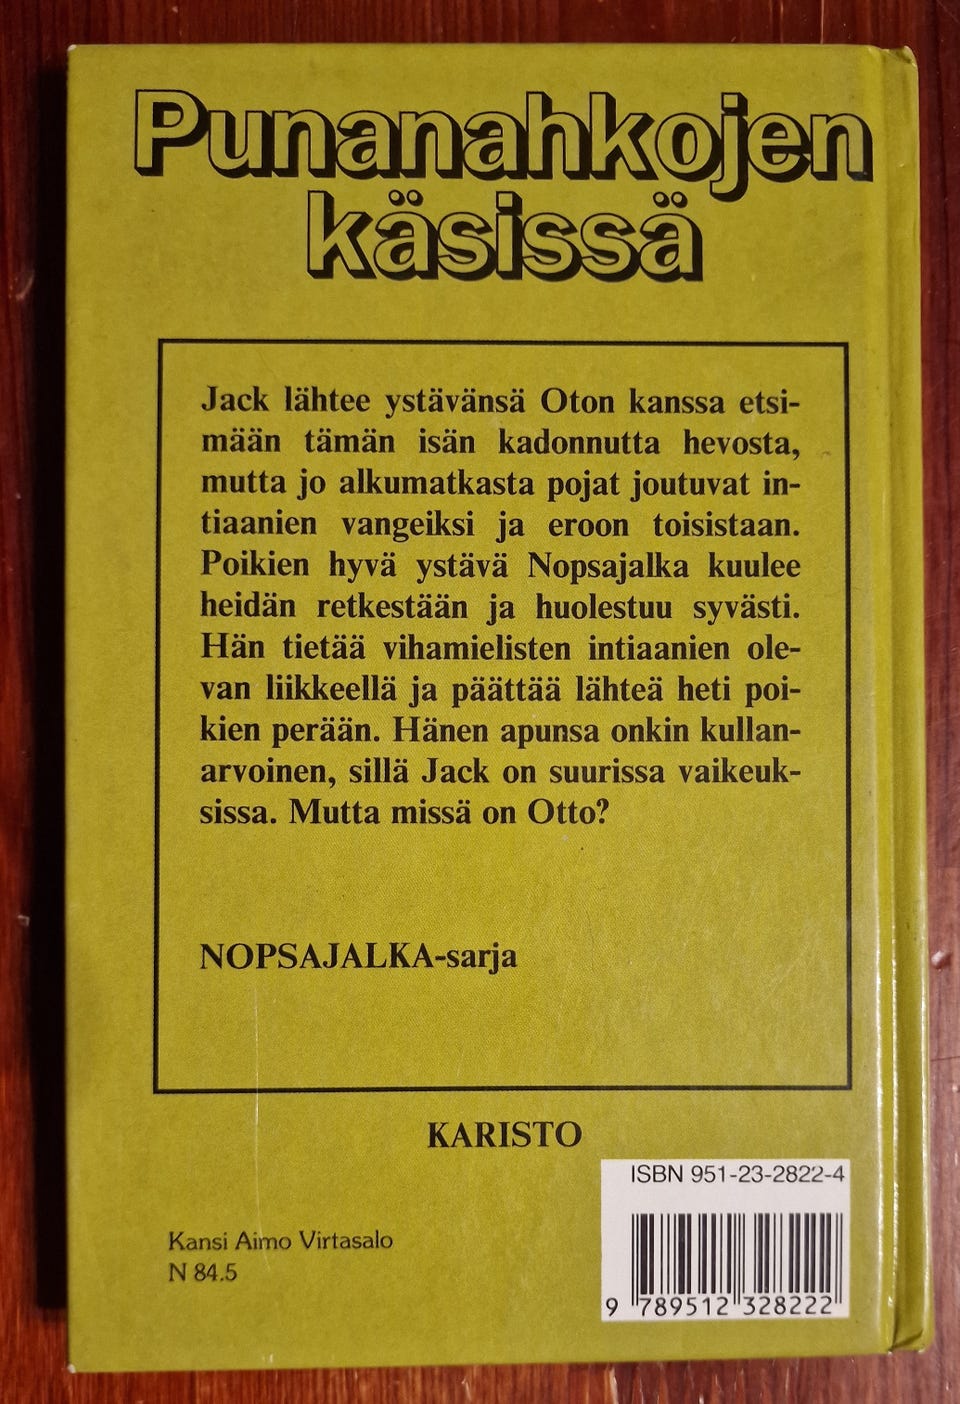 Punanahkojen
käsissä
Jack lähtee ystävänsä Oton kanssa etsi-
mään tämän isän kadonnutta hevosta,
mutta jo alkumatkasta pojat joutuvat in-
tiaanien vangeiksi ja eroon toisistaan.
Poikien hyvä ystävä Nopsajalka kuulee
heidän retkestään ja huolestuu syvästi.
Hän tietää vihamielisten intiaanien ole-
van liikkeellä ja päättää lähteä heti poi-
kien perään. Hänen apunsa onkin kullan-
arvoinen, sillä Jack on suurissa vaikeuk-
sissa. Mutta missä on Otto?
NOPSAJALKA-sarja
KARISTO
ISBN 951-23-2822-4
Kansi Aimo Virtasalo
N 84.5
9 789512 328222